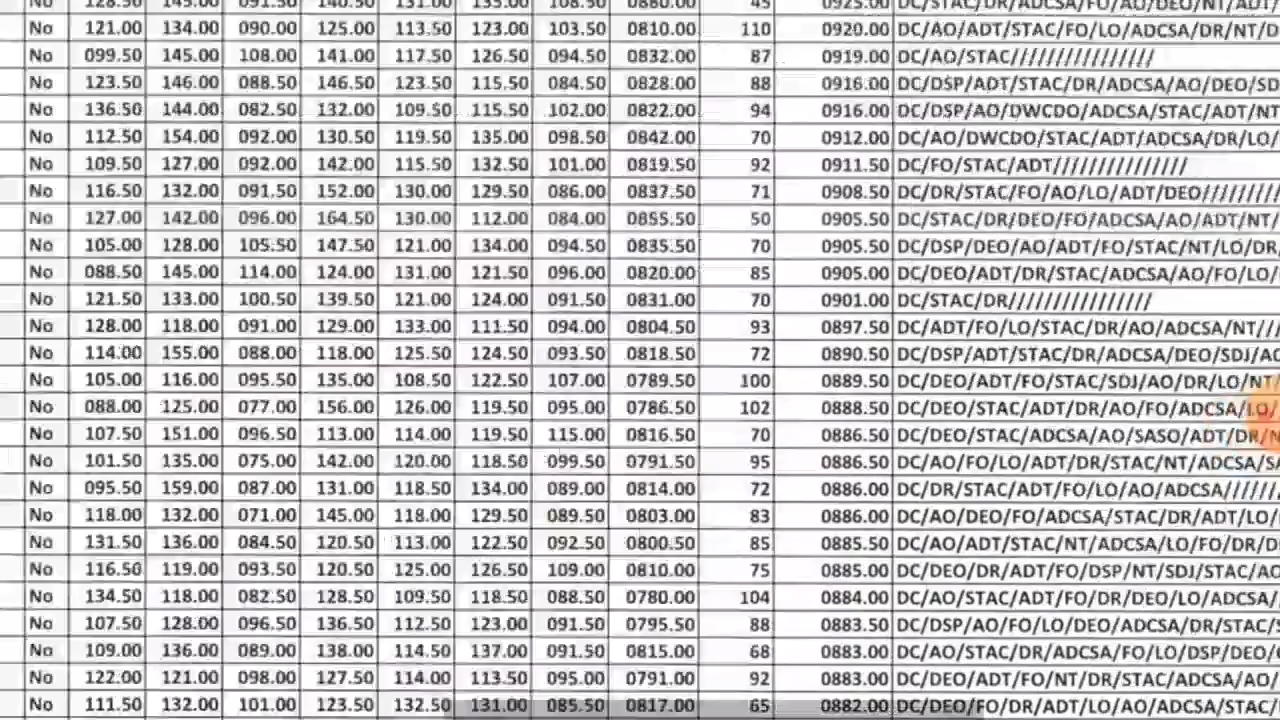 No 128.50 145.00 091.50 140.50 131.00 135.00 108.50 0880.00 45 0925.00 DC/STAC/DR/ADCSA/FO/AO/DEO/NT/ADT/
No 121.00 134.00 090.00 125.00 113.50 123.00 103.50 0810.00 110 0920.00 DC/AO/ADT/STAC/FO/LO/ADCSA/DR/NT/D
No 099.50 145.00 108.00 141.00 117.50 126.50 094.50 0832.00 87 0919.00 DC/AO/STAC////////////////
No 123.50 146.00 088.50 146.50 123.50 115.50 084.50 0828.00 88 0916.00 DC/DSP/ADT/STAC/DR/ADCSA/AO/DEO/SD
No 136.50 144.00 082.50 132.00 109.50 115.50 102.00 0822.00 94 0916.00 DC/DSP/AO/DWCDO/ADCSA/STAC/ADT/NT
No 112.50 154.00 092.00 130.50 119.50 135.00 098.50 0842.00 70 0912.00 DC/AO/DWCDO/STAC/ADT/ADCSA/DR/LO/
No 109.50 127.00 092.00 142.00 115.50 132.50 101.00 0819.50 92 0911.50 DC/FO/STAC/ADT///////////////
No 116.50 132.00 091.50 152.00 130.00 129.50 086.00 0837.50 71 0908.50 DC/DR/STAC/FO/AO/LO/ADT/DEO/////////
No 127.00 142.00 096.00 164.50 130.00 112.00 084.00 0855.50 50 0905.50 DC/STAC/DR/DEO/FO/ADCSA/AO/ADT/NT/
No 105.00 128.00 105.50 147.50 121.00 134.00 094.50 0835.50 70 0905.50 DC/DSP/DEO/AO/ADT/FO/STAC/NT/LO/DR
No 088.50 145.00 114.00 124.00 131.00 121.50 096.00 0820.00 85 0905.00 DC/DEO/ADT/DR/STAC/ADCSA/AO/FO/LO/
No 121.50 133.00 100.50 139.50 121.00 124.00 091.50 0831.00 70 0901.00 DC/STAC/DR////////////////
No 128.00 118.00 091.00 129.00 133.00 111.50 094.00 0804.50 93 0897.50 DC/ADT/FO/LO/STAC/DR/AO/ADCSA/NT///
No 114.00 155.00 088.00 118.00 125.50 124.50 093.50 0818.50 72 0890.50 DC/DSP/ADT/STAC/DR/ADCSA/DEO/SDJ/AO
No 105.00 116.00 095.50 135.00 108.50 122.50 107.00 0789.50 100 0889.50 DC/DEO/ADT/FO/STAC/SDJ/AO/DR/LO/NT
No 088.00 125.00 077.00 156.00 126.00 119.50 095.00 0786.50 102 0888.50 DC/DEO/STAC/ADT/DR/AO/FO/ADCSA/LO/
No 107.50 151.00 096.50 113.00 114.00 119.50 115.00 0816.50 70 0886.50 DC/DEO/STAC/ADCSA/AO/SASO/ADT/DR/N
No 101.50 135.00 075.00 142.00 120.00 118.50 099.50 0791.50 95 0886.50 DC/AO/FO/LO/ADT/DR/STAC/NT/ADCSA/SA
No 095.50 159.00 087.00 131.00 118.50 134.00 089.00 0814.00 72 0886.00 DC/DR/STAC/ADT/FO/LO/AO/ADCSA//////
No 118.00 132.00 071.00 145.00 118.00 129.50 089.50 0803.00 83 0886.00 DC/AO/DEO/FO/ADCSA/STAC/DR/ADT/LO/
No 131.50 136.00 084.50 120.50 113.00 122.50 092.50 0800.50 85 0885.50 DC/AO/ADT/STAC/NT/ADCSA/LO/FO/DR/D
No 116.50 119.00 093.50 120.50 125.00 126.50 109.00 0810.00 75 0885.00 DC/DEO/DR/ADT/FO/DSP/NT/SDJ/STAC/AO
No 134.50 118.00 082.50 128.50 109.50 118.50 088.50 0780.00 104 0884.00 DC/AO/STAC/ADT/FO/DR/DEO/LO/ADCSA/
No 107.50 128.00 096.50 136.50 112.50 123.00 091.50 0795.50 88 0883.50 DC/DSP/AO/FO/LO/DEO/ADCSA/DR/STAC/S
No 109.00 136.00 089.00 138.00 114.50 137.00 091.50 0815.00 68 0883.00 DC/AO/STAC/DR/ADCSA/FO/LO/DSP/DEO/
No 122.00 121.00 098.00 127.50 114.00 113.50 095.00 0791.00 92 0883.00 DC/DEO/ADT/FO/NT/DR/STAC/ADCSA/AO/
No 111.50 132.00 101.00 123.50 132.50 131.00 085.50 0817.00 65 0882.00 DC/DEO/FO/DR/ADT/LO/AO/ADCSA/STAC/